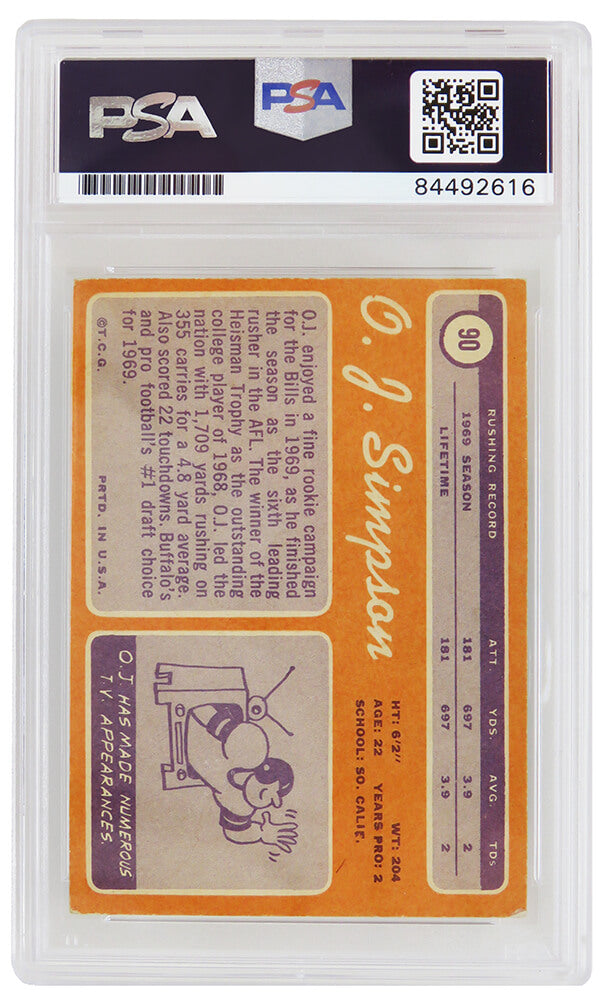 PSA
PSA
84492616
90
RUSHING RECORD ATT. YDS. AVG. TDs
1969 SEASON 181 697 3.9 2
LIFETIME 181 697 3.9 2
O. J. Simpson
HT: 6'2" WT: 204
AGE: 22 YEARS PRO: 2
SCHOOL: SO. CALIF.
O.J. enjoyed a fine rookie campaign
for the Bills in 1969, as he finished
the season as the sixth leading
rusher in the AFL. The winner of the
Heisman Trophy as the outstanding
college player of 1968, O.J. led the
nation with 1,709 yards rushing on
355 carries for a 4.8 yard average.
Also scored 22 touchdowns. Buffalo's
and pro football's #1 draft choice
for 1969.
©T.C.G. PRTD. IN U.S.A.
O.J. HAS MADE NUMEROUS
T.V. APPEARANCES.